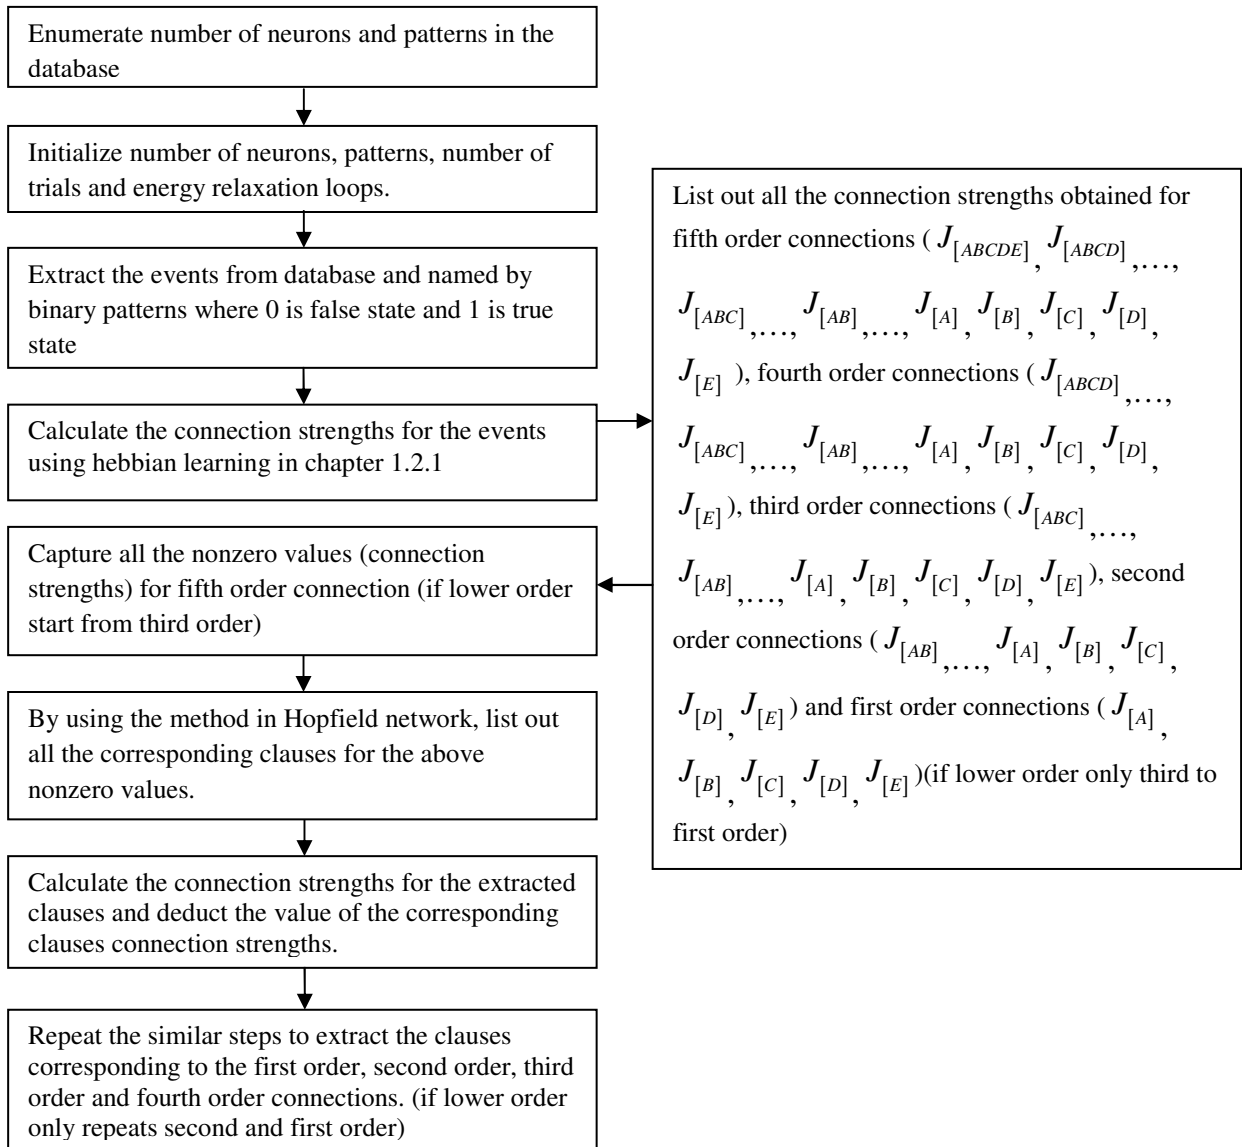 Enumerate number of neurons and patterns in the
database
Initialize number of neurons, patterns, number of
trials and energy relaxation loops.
Extract the events from database and named by
binary patterns where 0 is false state and 1 is true
state
Calculate the connection strengths for the events
using hebbian learning in chapter 1.2.1
List out all the connection strengths obtained for
fifth order connections ( J[ABCDE] , J[ABCD] ,…,
J[ABC] ,…, J[AB] ,…, J[A] , J[B] , J[C] , J[D] ,
J[E] ), fourth order connections ( J[ABCD] ,…,
J[ABC] ,…, J[AB] ,…, J[A] , J[B] , J[C] , J[D] ,
J[E] ), third order connections ( J[ABC] ,…,
J[AB] ,…, J[A] , J[B] , J[C] , J[D] , J[E] ), second
order connections ( J[AB] ,…, J[A] , J[B] , J[C] ,
J[D] , J[E] ) and first order connections ( J[A] ,
J[B] , J[C] , J[D] , J[E] )(if lower order only third to
first order)
Capture all the nonzero values (connection
strengths) for fifth order connection (if lower order
start from third order)
By using the method in Hopfield network, list out
all the corresponding clauses for the above
nonzero values.
Calculate the connection strengths for the extracted
clauses and deduct the value of the corresponding
clauses connection strengths.
Repeat the similar steps to extract the clauses
corresponding to the first order, second order, third
order and fourth order connections. (if lower order
only repeats second and first order)